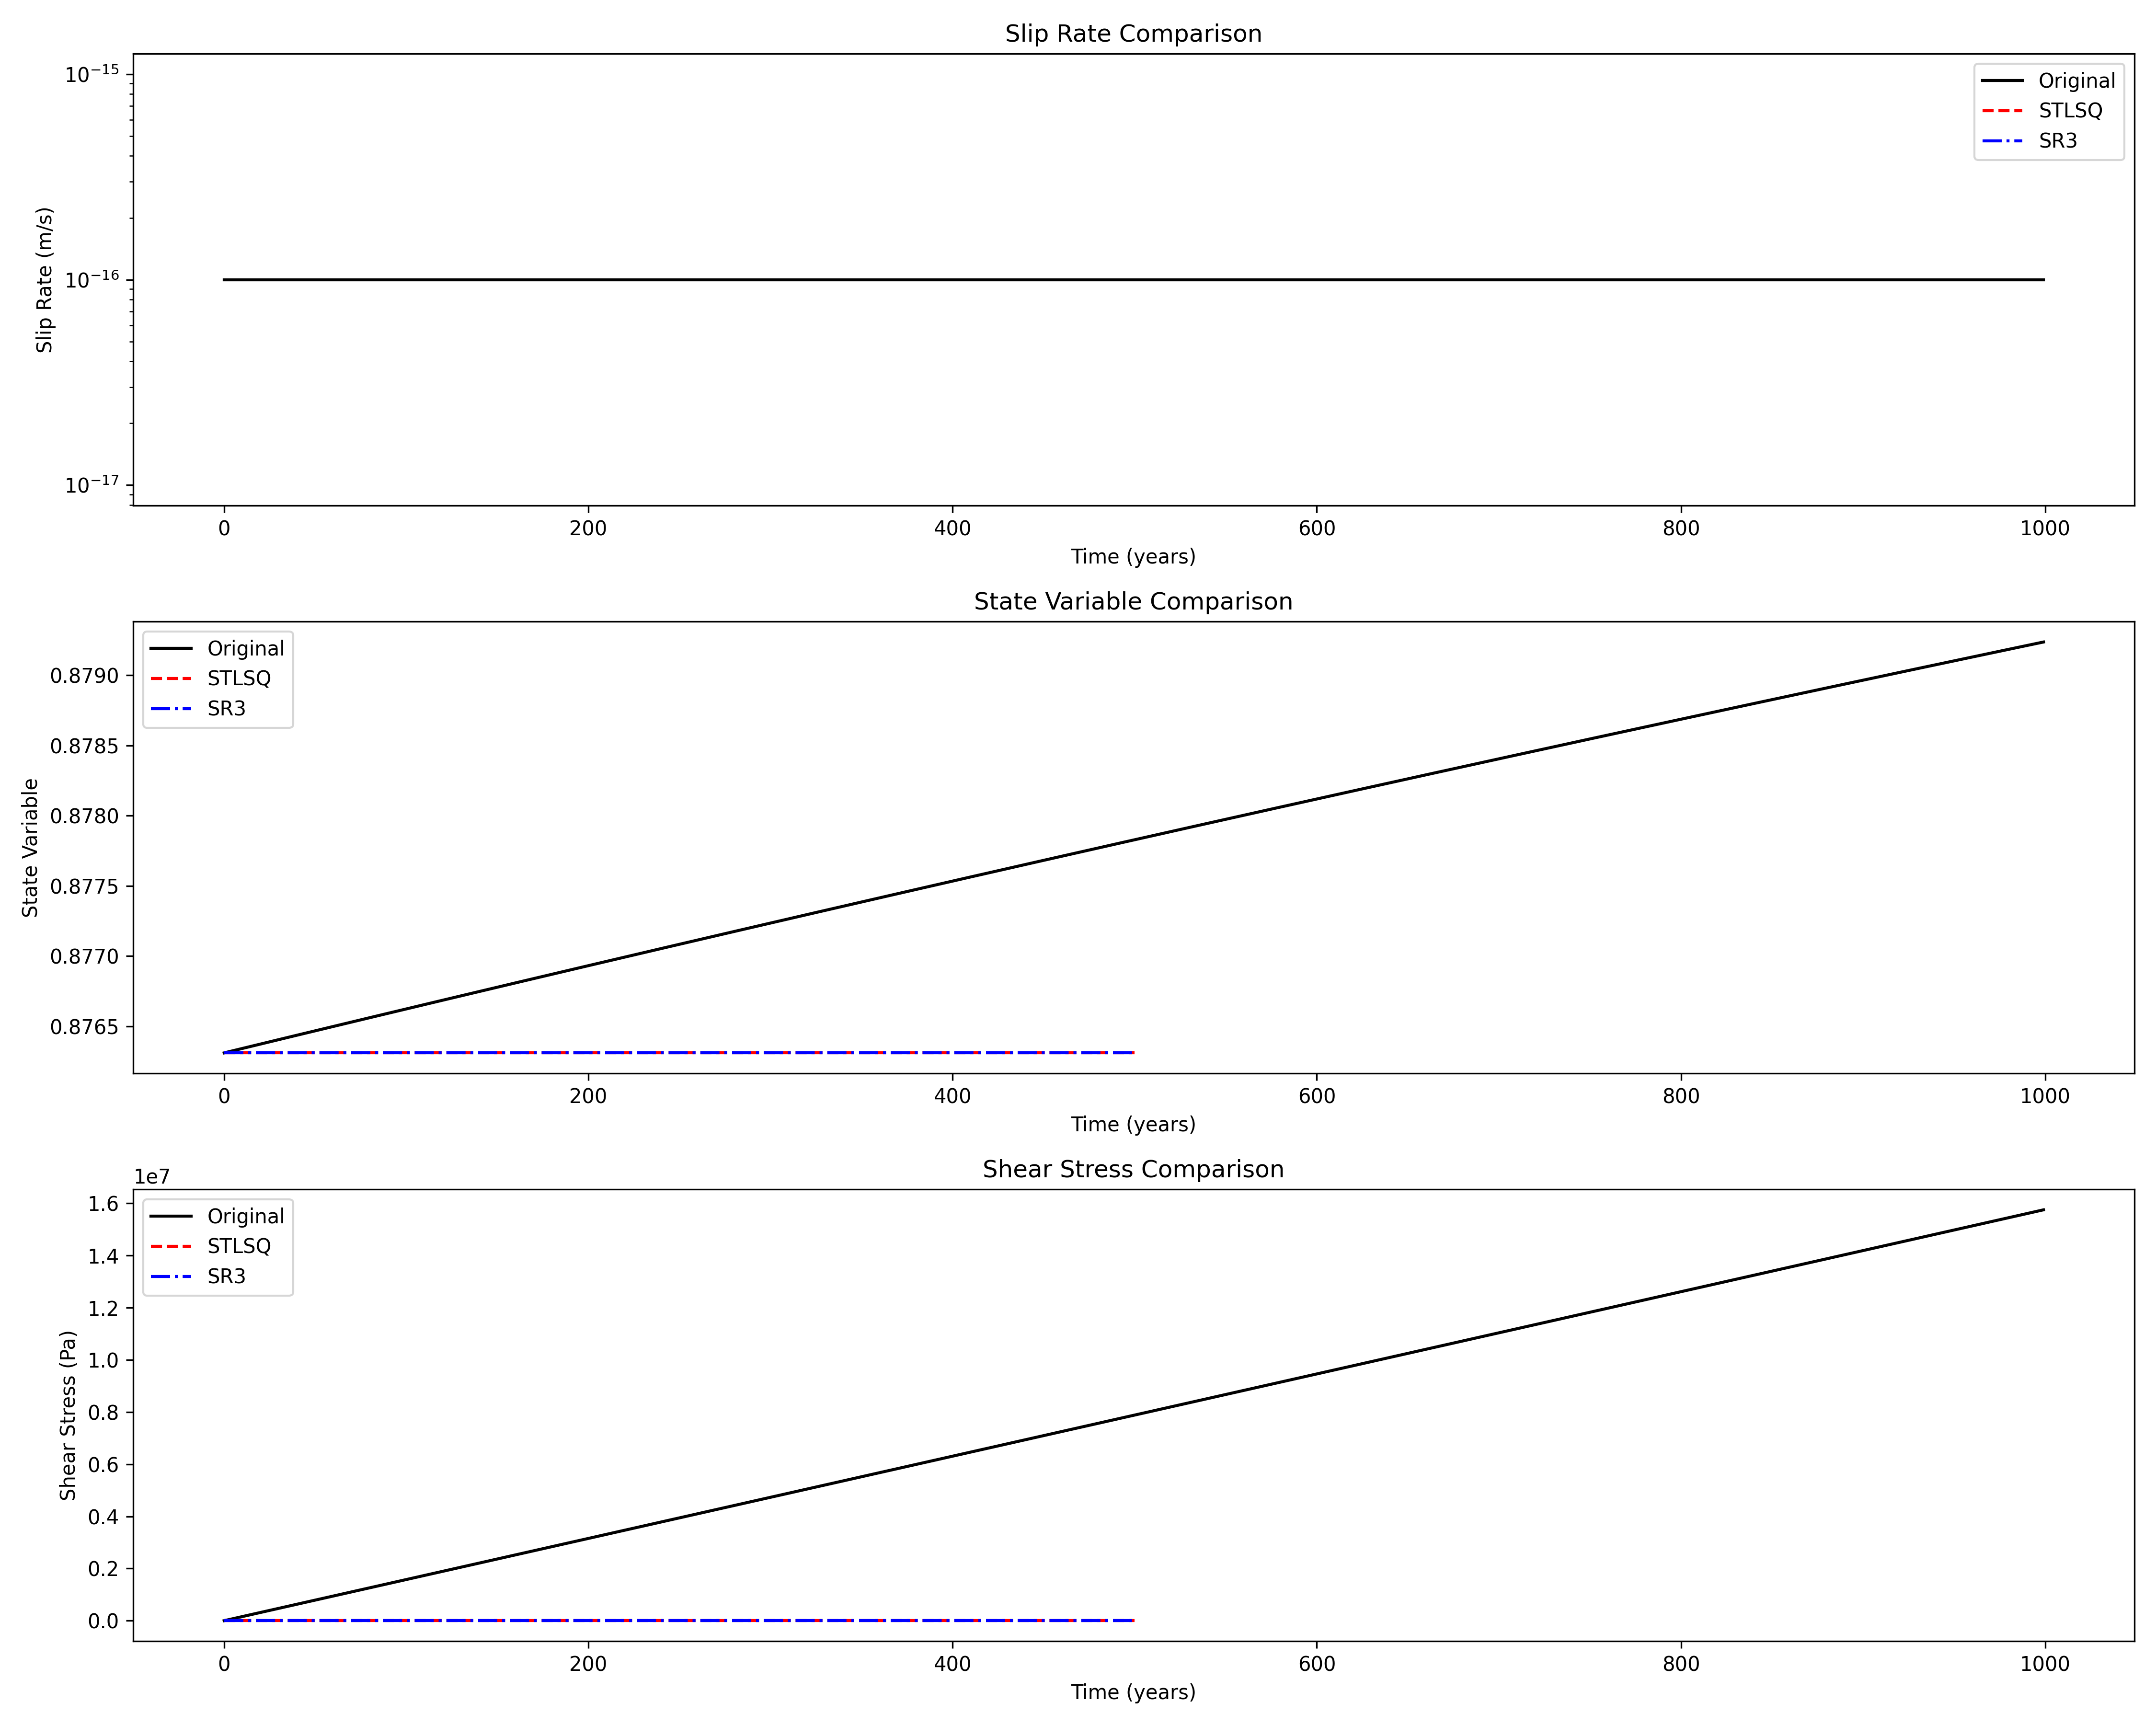 Slip Rate Comparison
10⁻¹⁵
10⁻¹⁶
10⁻¹⁷
Slip Rate (m/s)
Original
STLSQ
SR3
0 200 400 600 800 1000
Time (years)
State Variable Comparison
Original
STLSQ
SR3
0.8790
0.8785
0.8780
0.8775
0.8770
0.8765
State Variable
0 200 400 600 800 1000
Time (years)
Shear Stress Comparison
1e7
Original
STLSQ
SR3
1.6
1.4
1.2
1.0
0.8
0.6
0.4
0.2
0.0
Shear Stress (Pa)
0 200 400 600 800 1000
Time (years)